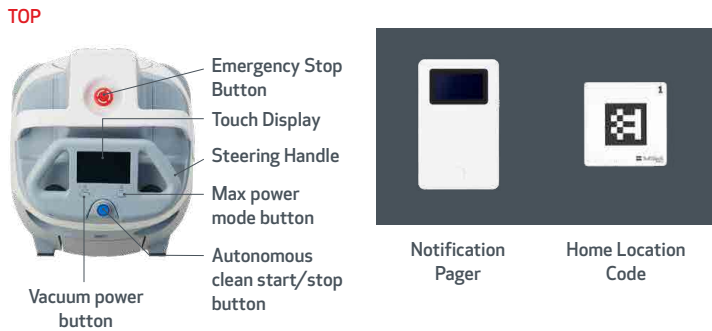 TOP
Emergency Stop
Button
Touch Display
Steering Handle
Max power
mode button
Autonomous
clean start/stop
button
Vacuum power
button
1
SoftBank
Notification
Pager
Home Location
Code